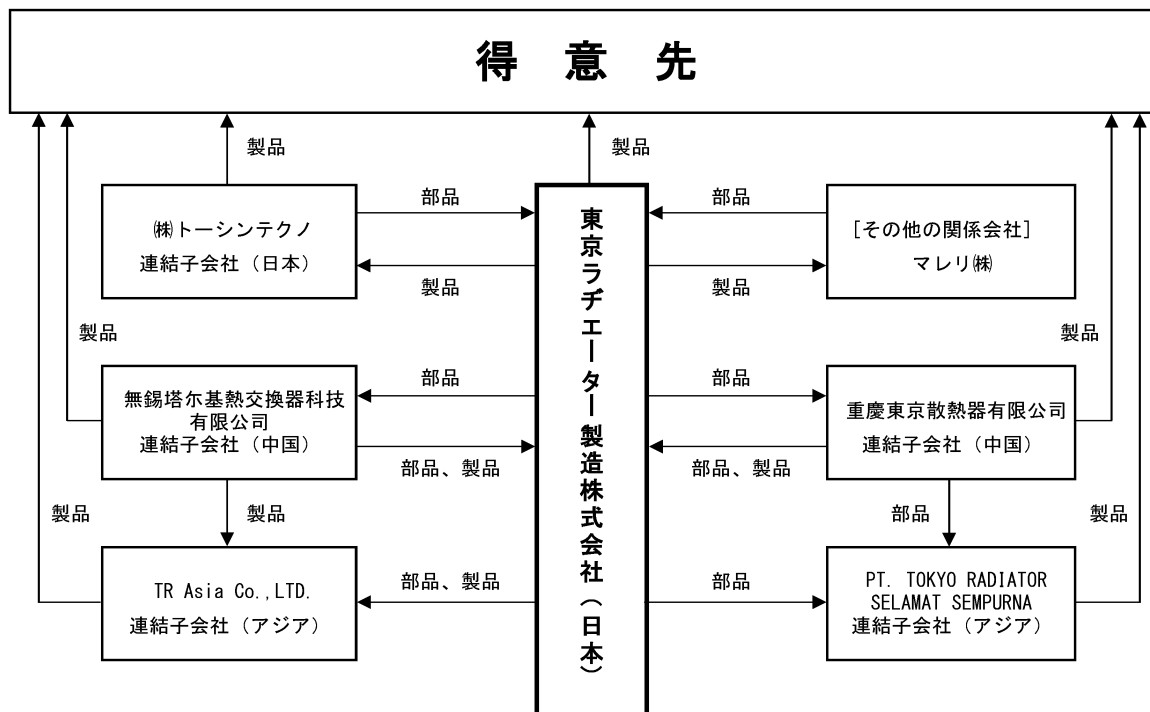 得意先
製品
製品
㈱トーシンテクノ
連結子会社（日本）
部品
製品
東京ラヂエーター製造株式会社（日本）
部品
製品
[その他の関係会社]
マレリ㈱
製品
製品
無錫塔尓基熱交換器科技
有限公司
連結子会社（中国）
部品
部品、製品
部品
部品、製品
重慶東京散熱器有限公司
連結子会社（中国）
製品
製品
部品
製品
TR Asia Co.,LTD.
連結子会社（アジア）
部品、製品
部品
PT. TOKYO RADIATOR
SELAMAT SEMPURNA
連結子会社（アジア）